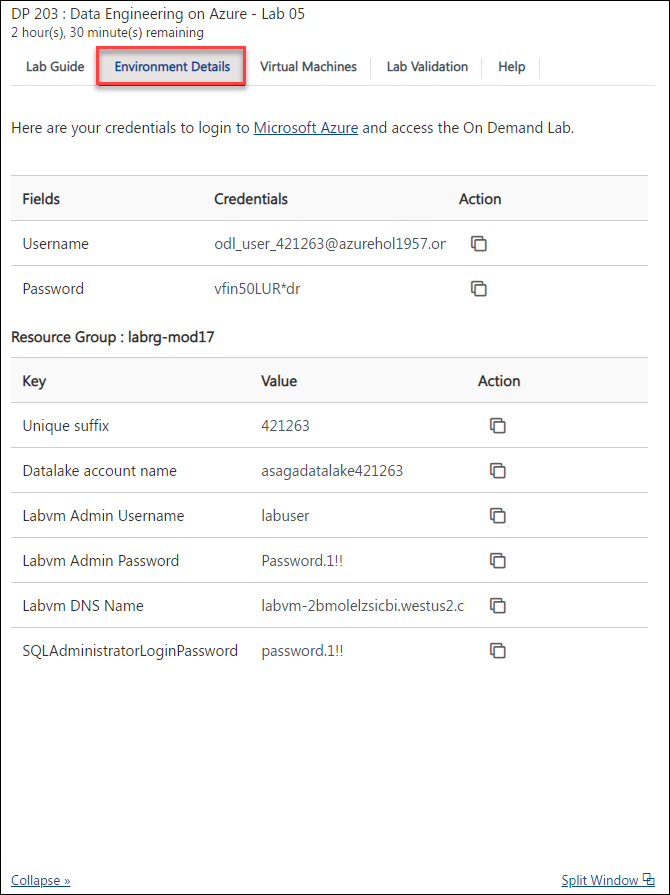 DP 203 : Data Engineering on Azure - Lab 05
2 hour(s), 30 minute(s) remaining
Lab Guide Environment Details Virtual Machines Lab Validation Help
Here are your credentials to login to Microsoft Azure and access the On Demand Lab.
Fields Credentials Action
Username odl_user_421263@azurehol1957.or
Password vfin50LUR*dr
Resource Group : labrg-mod17
Key Value Action
Unique suffix 421263
Datalake account name asagadatalake421263
Labvm Admin Username labuser
Labvm Admin Password Password.1!!
Labvm DNS Name labvm-2bmolelzsicbi.westus2.c
SQLAdministratorLoginPassword password.1!!
Collapse » Split Window